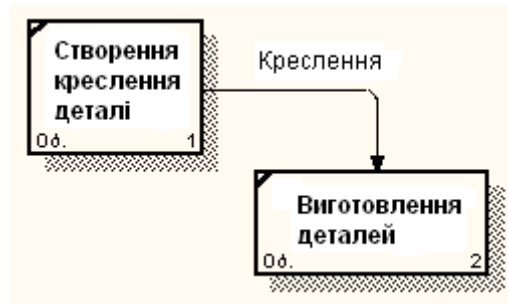 Створення
креслення
деталі
0д. 1
Креслення
Виготовлення
деталей
0д. 2